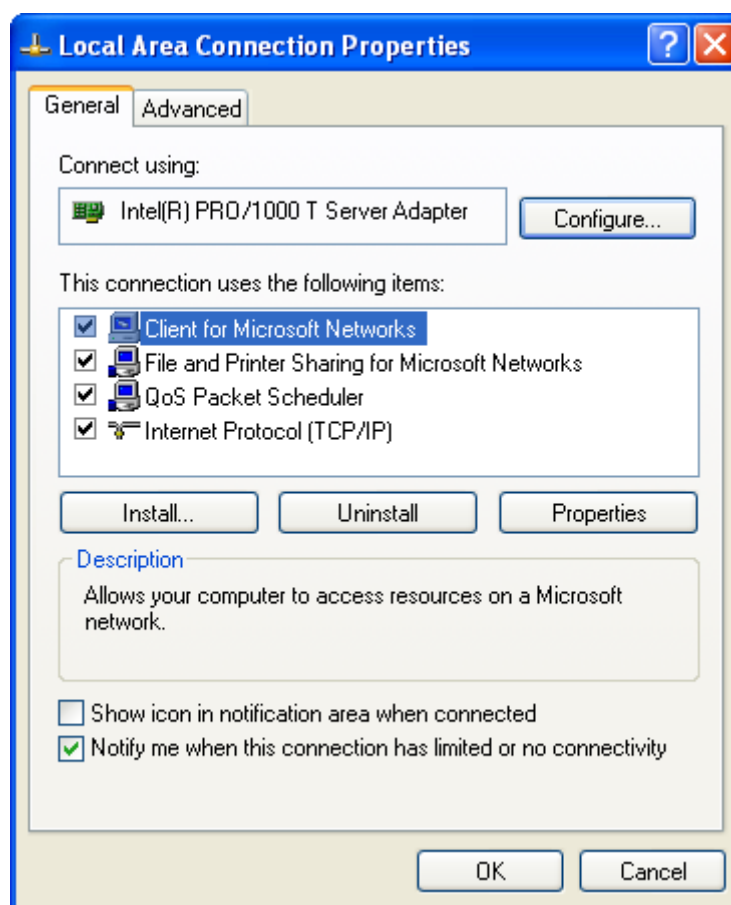 Local Area Connection Properties
General
Advanced
Connect using:
Intel(R) PRO/1000 T Server Adapter
Configure...
This connection uses the following items:
Client for Microsoft Networks
File and Printer Sharing for Microsoft Networks
QoS Packet Scheduler
Internet Protocol (TCP/IP)
Install...
Uninstall
Properties
Description
Allows your computer to access resources on a Microsoft
network.
Show icon in notification area when connected
Notify me when this connection has limited or no connectivity
OK
Cancel